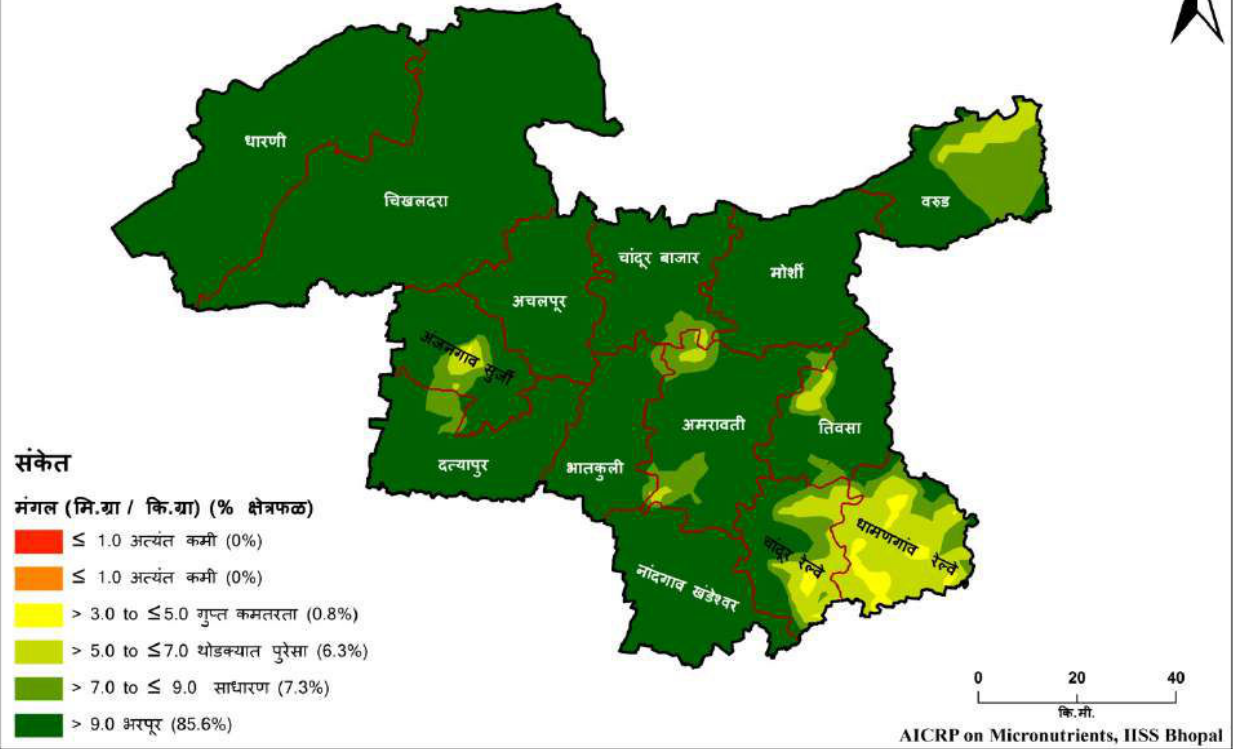 धारणी
चिखलदरा
वरुड
चांदूर बाजार
मोर्शी
अचलपूर
अंजनगाव सुर्जी
अमरावती
तिवसा
दत्यापुर
भातकुली
धामणगांव रेल्वे
चांदूर रेल्वे
नांदगाव खंडेश्वर
संकेत
मंगल (मि.ग्रा / कि.ग्रा) (% क्षेत्रफळ)
≤ 1.0 अत्यंत कमी (0%)
≤ 1.0 अत्यंत कमी (0%)
> 3.0 to ≤5.0 गुप्त कमतरता (0.8%)
> 5.0 to ≤7.0 थोडक्यात पुरेसा (6.3%)
> 7.0 to ≤ 9.0 साधारण (7.3%)
> 9.0 भरपूर (85.6%)
0 20 40
कि.मी.
AICRP on Micronutrients, IISS Bhopal